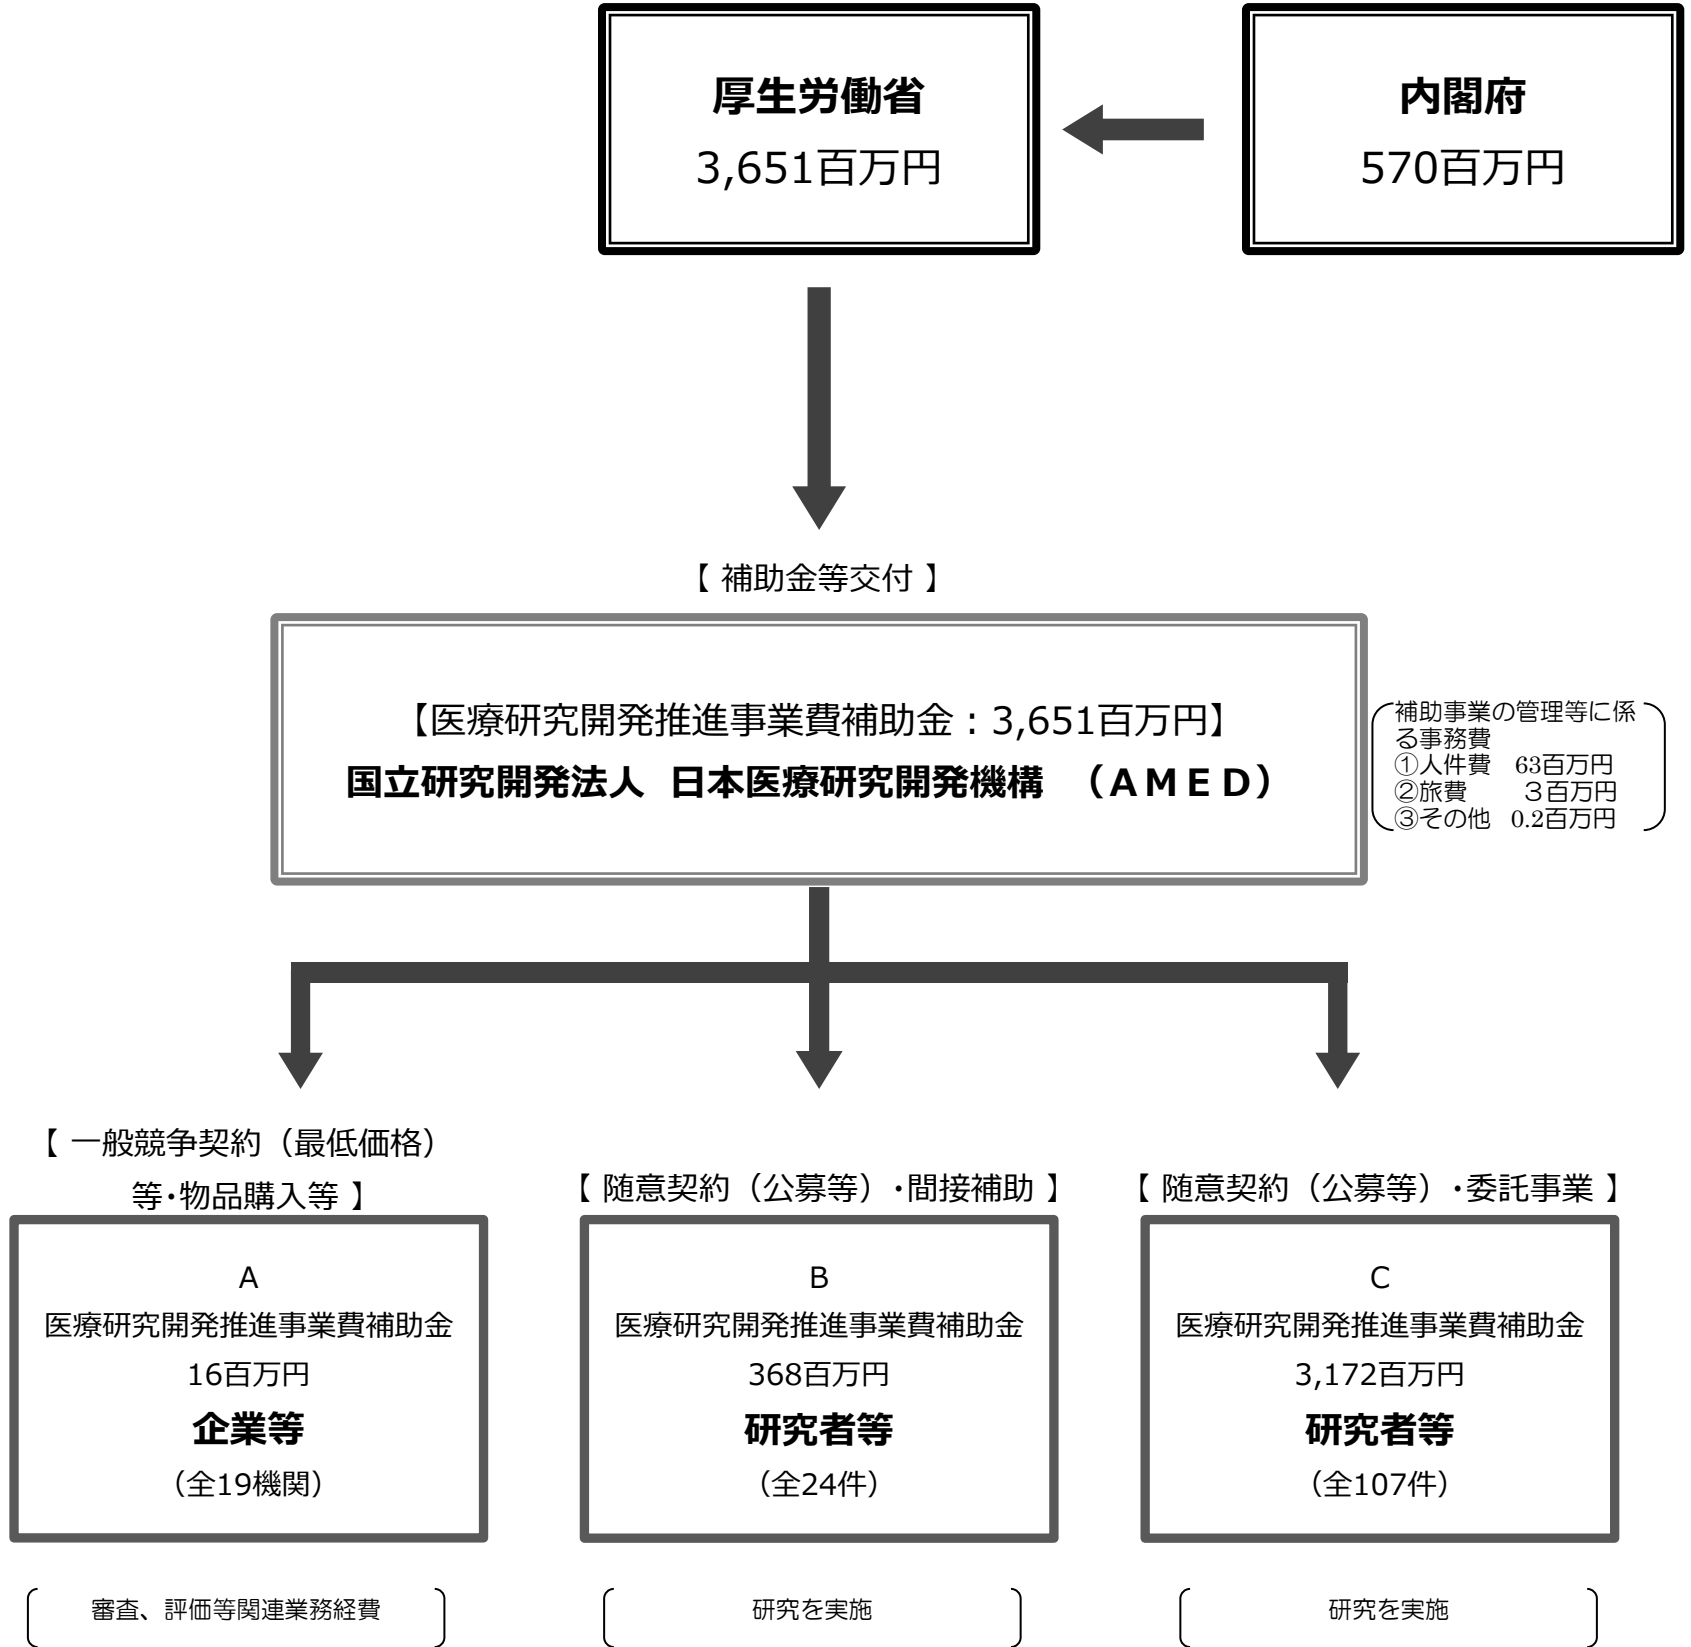 厚生労働省
3,651百万円
内閣府
570百万円
【 補助金等交付 】
【医療研究開発推進事業費補助金：3,651百万円】
国立研究開発法人 日本医療研究開発機構 （ＡＭＥＤ）
補助事業の管理等に係
る事務費
①人件費 63百万円
②旅費 ３百万円
③その他 0.2百万円
【 一般競争契約（最低価格）
等・物品購入等 】
【 随意契約（公募等）・間接補助 】
【 随意契約（公募等）・委託事業 】
A
医療研究開発推進事業費補助金
16百万円
企業等
（全19機関）
B
医療研究開発推進事業費補助金
368百万円
研究者等
（全24件）
C
医療研究開発推進事業費補助金
3,172百万円
研究者等
（全107件）
審査、評価等関連業務経費
研究を実施
研究を実施